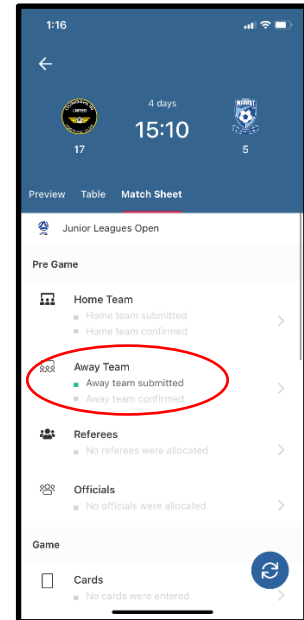 1:16
4 days
15:10
17
5
Preview Table Match Sheet
Junior Leagues Open
Pre Game
Home Team
Home team submitted
Home team confirmed
Away Team
Away team submitted
Away team confirmed
Referees
No referees were allocated
Officials
No officials were allocated
Game
Cards
No cards were entered